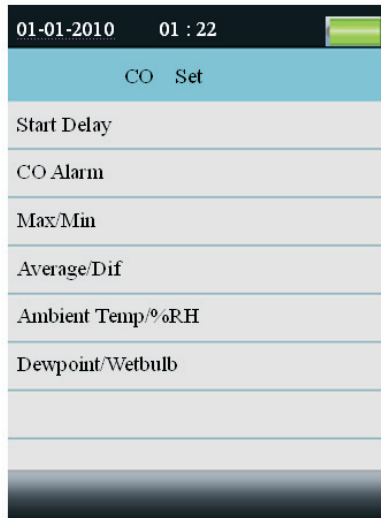 01-01-2010 01 : 22
CO Set
Start Delay
CO Alarm
Max/Min
Average/Dif
Ambient Temp/%RH
Dewpoint/Wetbulb